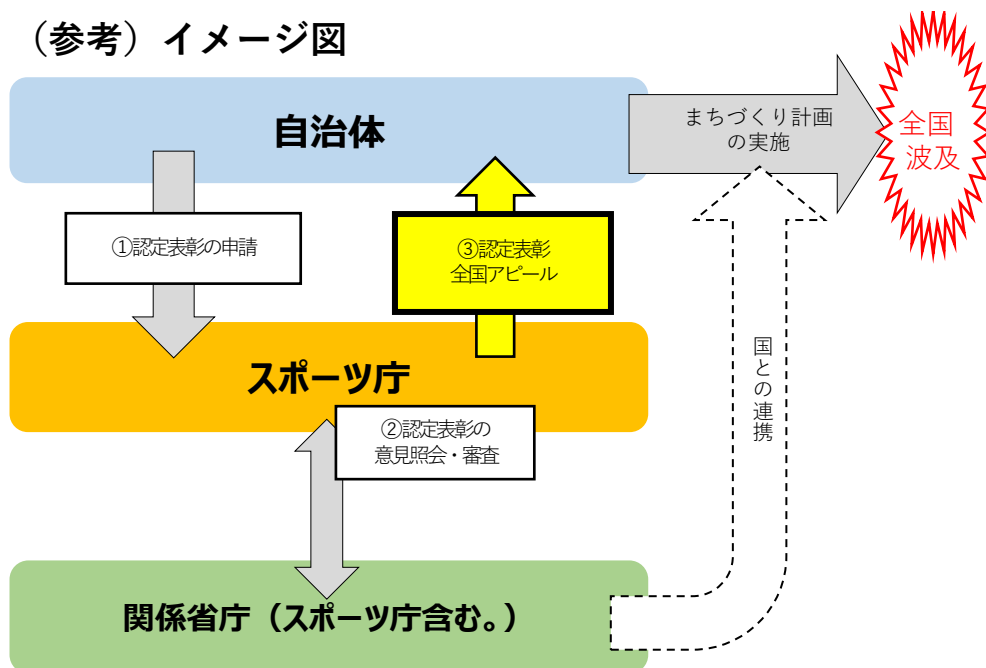 （参考）イメージ図
自治体
まちづくり計画
の実施
全国
波及
①認定表彰の申請
③認定表彰
全国アピール
スポーツ庁
②認定表彰の
意見照会・審査
国との連携
関係省庁（スポーツ庁含む。）